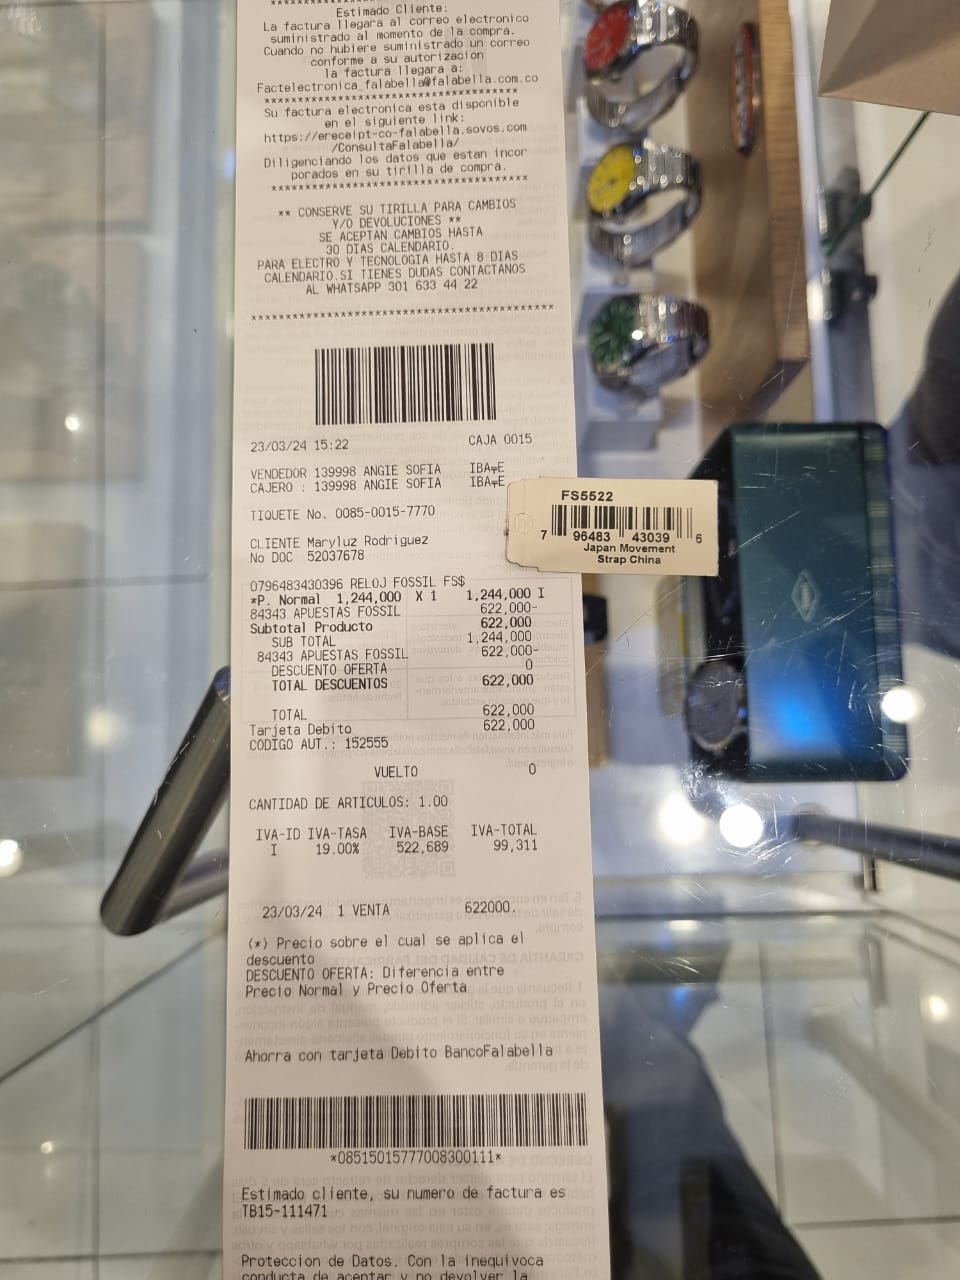 Estimado Cliente:
La factura llegara al correo electronico
suministrado al momento de la compra.
Cuando no hubiere suministrado un correo
conforme a su autorizacion
la factura llegara a:
Factelectronica_falabella@falabella.com.co
****************************************
Su factura electronica esta disponible
en el siguiente link:
https://ereceipt-co-falabella.sovos.com
/ConsultaFalabella/
Diligenciando los datos que estan incor
porados en su tirilla de compra.
****************************************
** CONSERVE SU TIRILLA PARA CAMBIOS
Y/O DEVOLUCIONES **
SE ACEPTAN CAMBIOS HASTA
30 DIAS CALENDARIO.
PARA ELECTRO Y TECNOLOGIA HASTA 8 DIAS
CALENDARIO.SI TIENES DUDAS CONTACTANOS
AL WHATSAPP 301 633 44 22
****************************************
23/03/24 15:22 CAJA 0015
VENDEDOR 139998 ANGIE SOFIA IBA╤E
CAJERO : 139998 ANGIE SOFIA IBA╤E
TIQUETE No. 0085-0015-7770
CLIENTE Maryluz Rodriguez
No DOC 52037678
0796483430396 RELOJ FOSSIL FS$
*P. Normal 1,244,000 X 1 1,244,000 I
84343 APUESTAS FOSSIL 622,000-
Subtotal Producto 622,000
SUB TOTAL 1,244,000
84343 APUESTAS FOSSIL 622,000-
DESCUENTO OFERTA 0
TOTAL DESCUENTOS 622,000
TOTAL 622,000
Tarjeta Debito 622,000
CODIGO AUT.: 152555
VUELTO 0
CANTIDAD DE ARTICULOS: 1.00
IVA-ID IVA-TASA IVA-BASE IVA-TOTAL
I 19.00% 522,689 99,311
23/03/24 1 VENTA 622000.
(*) Precio sobre el cual se aplica el
descuento
DESCUENTO OFERTA: Diferencia entre
Precio Normal y Precio Oferta
Ahorra con tarjeta Debito BancoFalabella
*08515015777008300111*
Estimado cliente, su numero de factura es
TB15-111471
Proteccion de Datos. Con la inequivoca
conducta de aceptar y no devolver la
FS5522
7 96483 43039 6
Japan Movement
Strap China